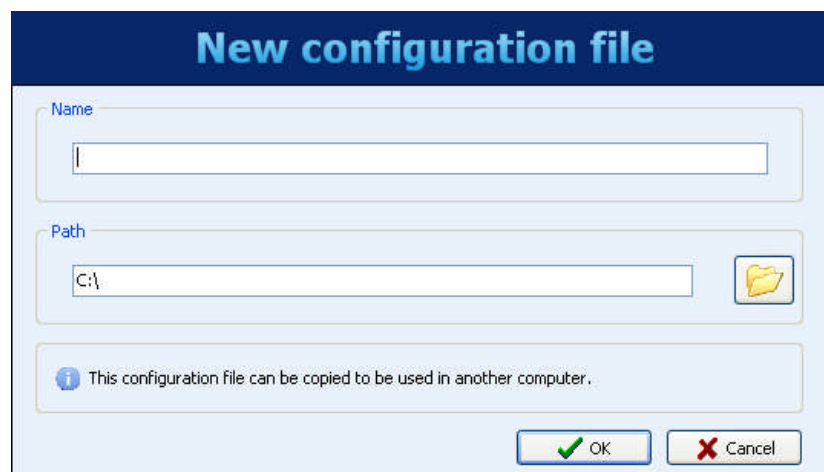 New configuration file
Name
Path
C:\
This configuration file can be copied to be used in another computer.
OK
Cancel